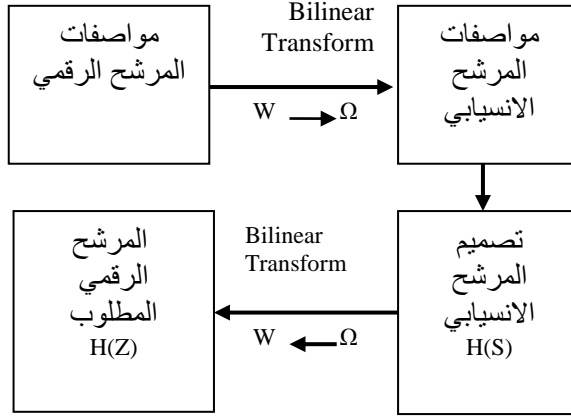 مواصفات
المرشح الرقمي
Bilinear
Transform
W → Ω
مواصفات
المرشح
الانسيابي
تصميم
المرشح
الانسيابي
H(S)
Bilinear
Transform
W ← Ω
المرشح
الرقمي
المطلوب
H(Z)